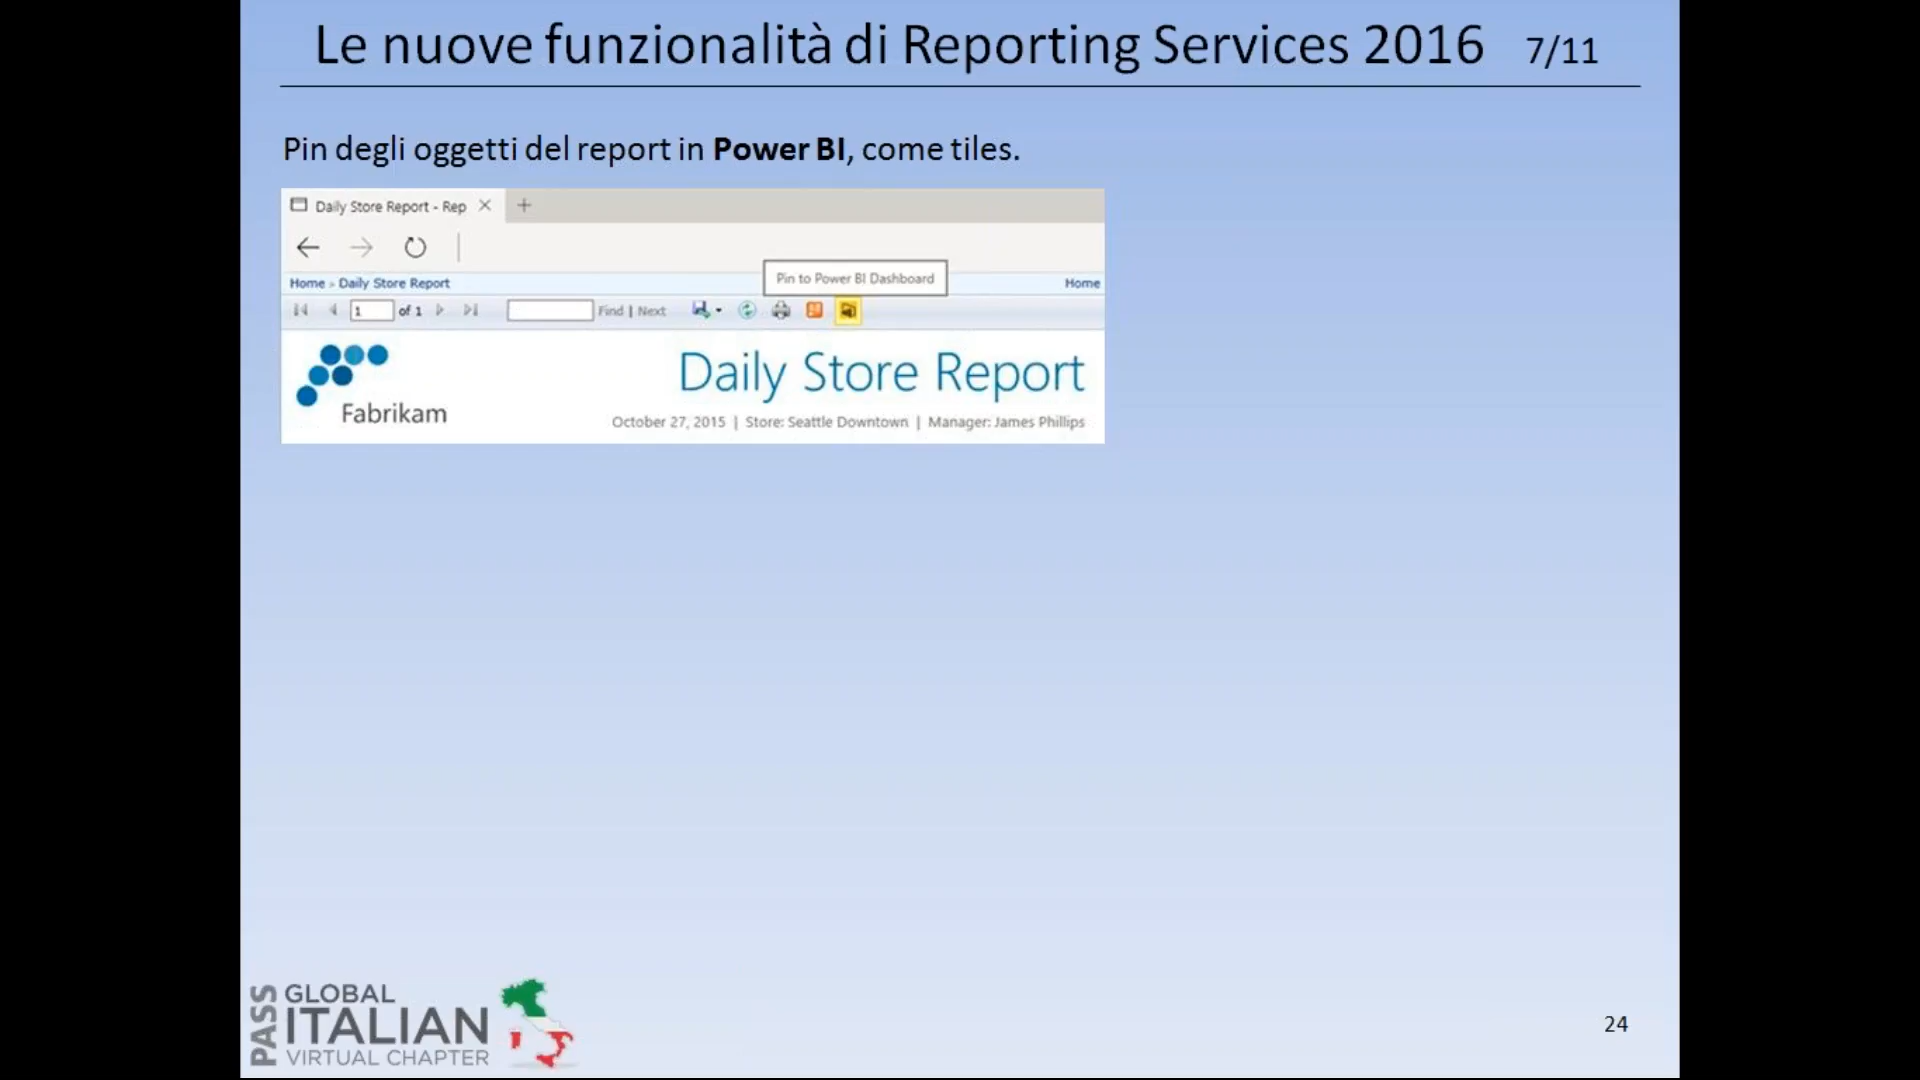 Le nuove funzionalità di Reporting Services 2016 7/11
Pin degli oggetti del report in Power BI, come tiles.
Daily Store Report - Rep
Pin to Power BI Dashboard
Home > Daily Store Report
Home
1 of 1
Find | Next
Daily Store Report
Fabrikam
October 27, 2015 | Store: Seattle Downtown | Manager: James Phillips
PASS
GLOBAL
ITALIAN
VIRTUAL CHAPTER
24